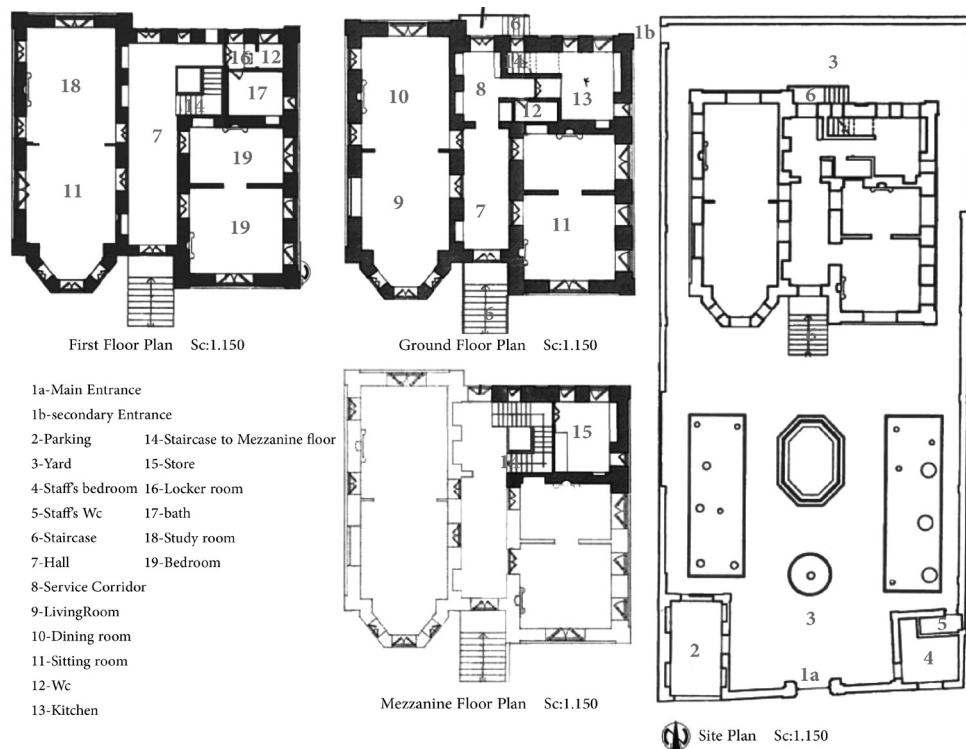 18
7
16
12
17
14
19
11
19
First Floor Plan Sc:1.150
6
14
10
8
13
12
9
7
11
6
Ground Floor Plan Sc:1.150
1b
3
6
3
5
2
4
1a
Site Plan Sc:1.150
15
Mezzanine Floor Plan Sc:1.150
1a-Main Entrance
1b-secondary Entrance
2-Parking
3-Yard
4-Staff's bedroom
5-Staff's Wc
6-Staircase
7-Hall
8-Service Corridor
9-LivingRoom
10-Dining room
11-Sitting room
12-Wc
13-Kitchen
14-Staircase to Mezzanine floor
15-Store
16-Locker room
17-bath
18-Study room
19-Bedroom